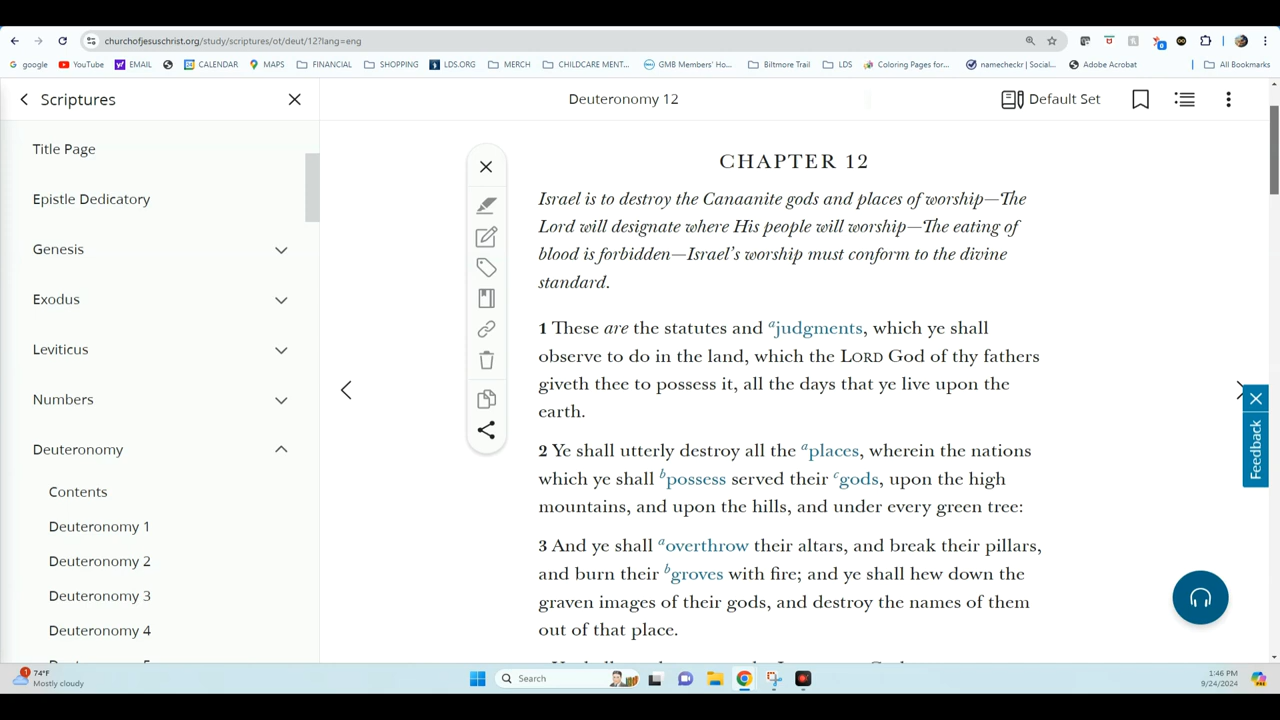 churchofjesuschrist.org/study/scriptures/ot/deut/12?lang=eng
google YouTube EMAIL CALENDAR MAPS FINANCIAL SHOPPING LDS.ORG MERCH CHILDCARE MENT... GMB Members' Ho... Biltmore Trail LDS Coloring Pages for... namecheckr | Social... Adobe Acrobat All Bookmarks
Scriptures
Deuteronomy 12
Default Set
Title Page
Epistle Dedicatory
Genesis
Exodus
Leviticus
Numbers
Deuteronomy
Contents
Deuteronomy 1
Deuteronomy 2
Deuteronomy 3
Deuteronomy 4
CHAPTER 12
Israel is to destroy the Canaanite gods and places of worship—The
Lord will designate where His people will worship—The eating of
blood is forbidden—Israel's worship must conform to the divine
standard.
1 These are the statutes and ajudgments, which ye shall
observe to do in the land, which the LORD God of thy fathers
giveth thee to possess it, all the days that ye live upon the
earth.
2 Ye shall utterly destroy all the aplaces, wherein the nations
which ye shall bpossess served their cgods, upon the high
mountains, and upon the hills, and under every green tree:
3 And ye shall aoverthrow their altars, and break their pillars,
and burn their bgroves with fire; and ye shall hew down the
graven images of their gods, and destroy the names of them
out of that place.
Feedback
74°F
Mostly cloudy
Search
1:46 PM
9/24/2024